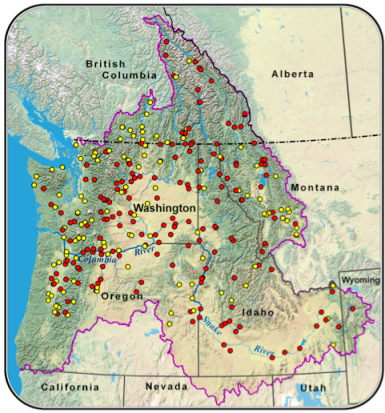 British
Columbia
Alberta
Montana
Washington
Columbia
River
Wyoming
Oregon
Idaho
Snake
River
California
Nevada
Utah